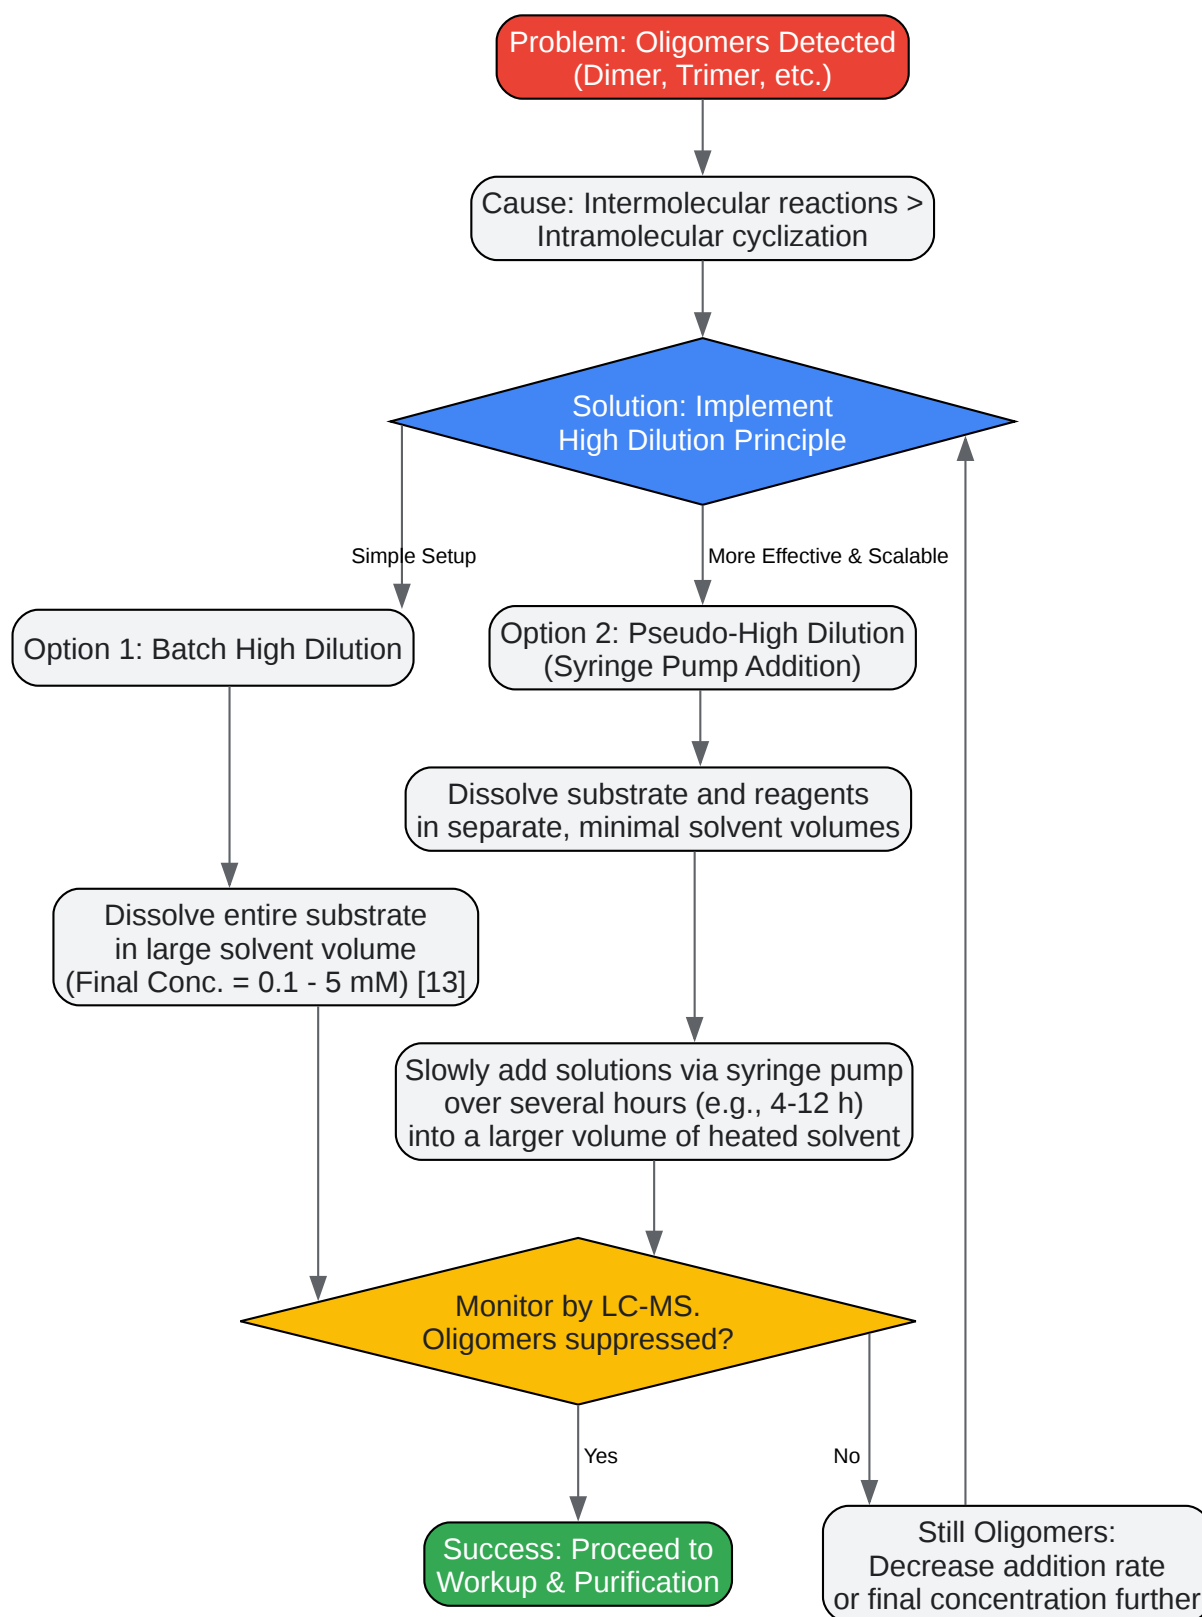 Problem: Oligomers Detected
(Dimer, Trimer, etc.)
Cause: Intermolecular reactions >
Intramolecular cyclization
Solution: Implement
High Dilution Principle
Simple Setup
More Effective & Scalable
Option 1: Batch High Dilution
Option 2: Pseudo-High Dilution
(Syringe Pump Addition)
Dissolve substrate and reagents
in separate, minimal solvent volumes
Dissolve entire substrate
in large solvent volume
(Final Conc. = 0.1 - 5 mM) [13]
Slowly add solutions via syringe pump
over several hours (e.g., 4-12 h)
into a larger volume of heated solvent
Monitor by LC-MS.
Oligomers suppressed?
Yes
No
Success: Proceed to
Workup & Purification
Still Oligomers:
Decrease addition rate
or final concentration further